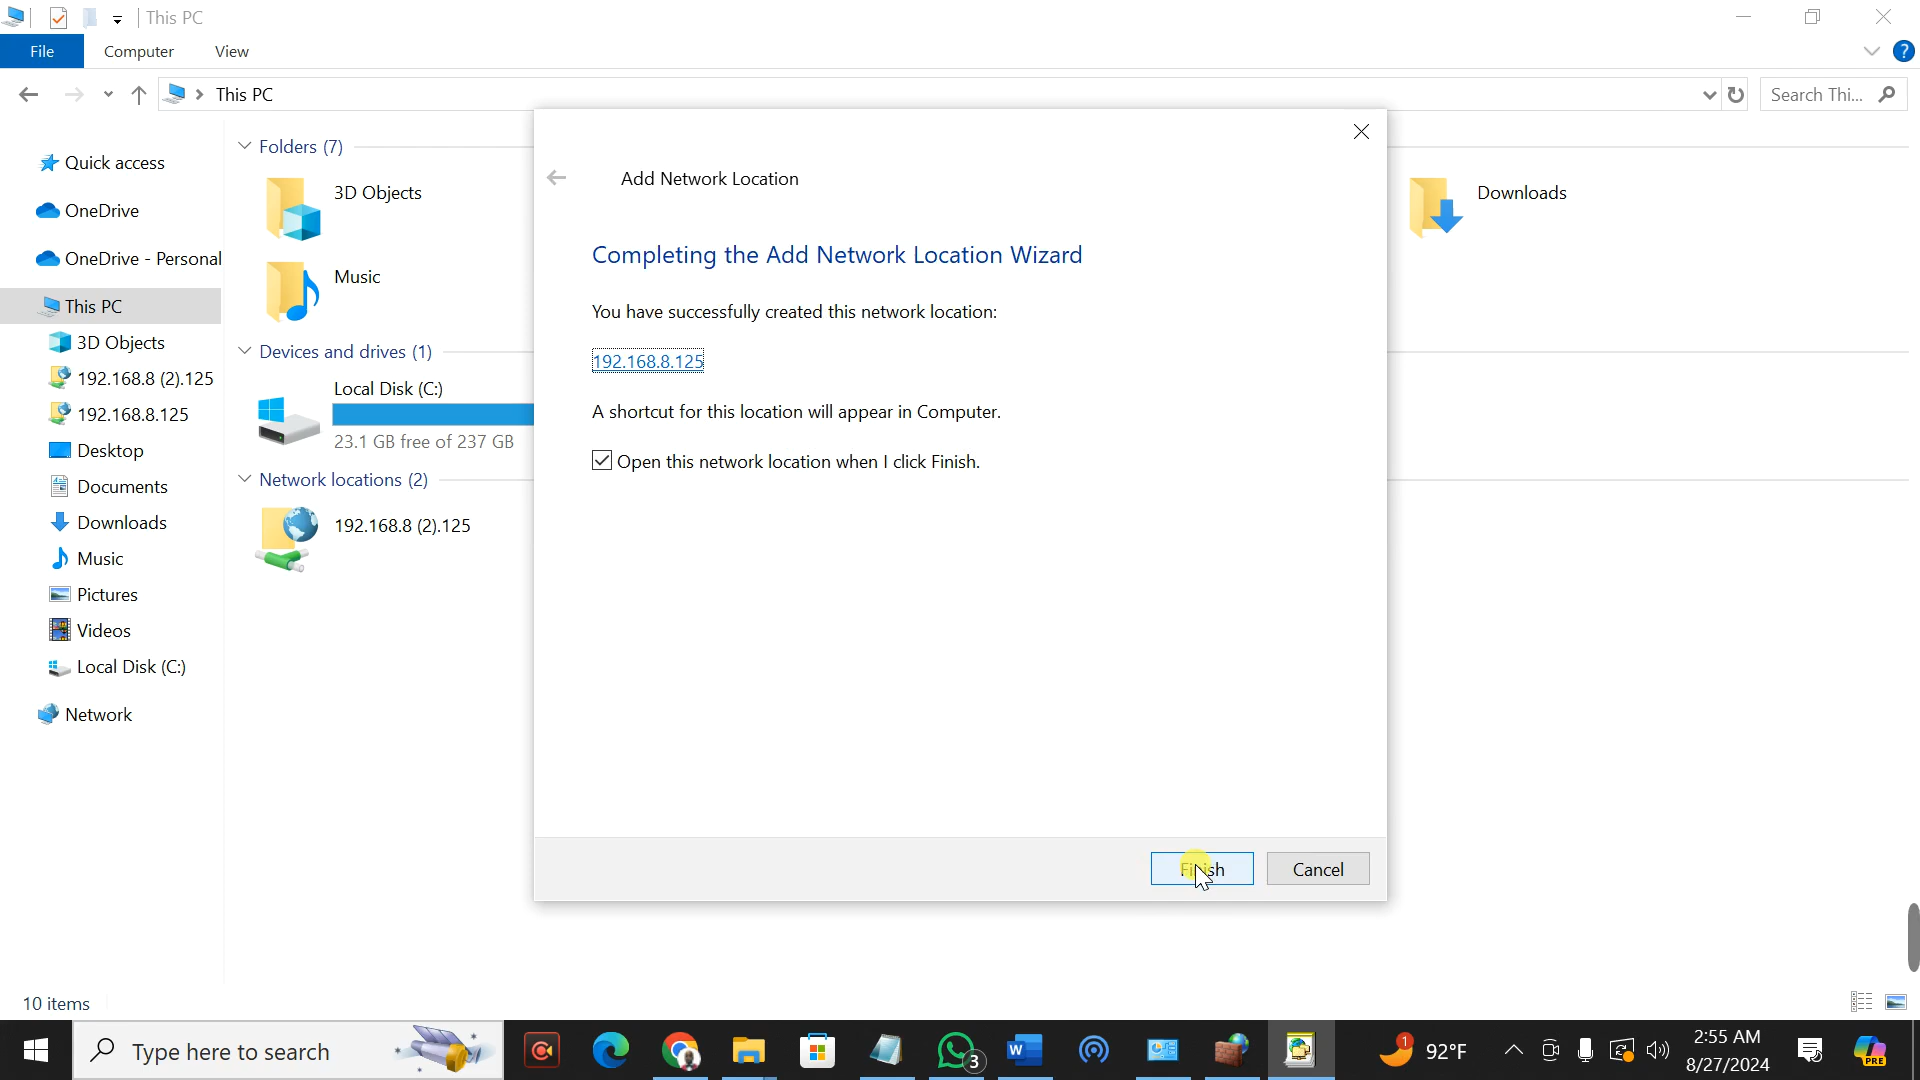 This PC
File Computer View
This PC
Search Thi...
Quick access
OneDrive
OneDrive - Personal
This PC
3D Objects
192.168.8 (2).125
192.168.8.125
Desktop
Documents
Downloads
Music
Pictures
Videos
Local Disk (C:)
Network
Folders (7)
3D Objects
Music
Downloads
Devices and drives (1)
Local Disk (C:)
23.1 GB free of 237 GB
Network locations (2)
192.168.8 (2).125
Add Network Location
Completing the Add Network Location Wizard
You have successfully created this network location:
192.168.8.125
A shortcut for this location will appear in Computer.
Open this network location when I click Finish.
Finish Cancel
10 items
Type here to search
3
W
1
92°F
2:55 AM
8/27/2024
PRE